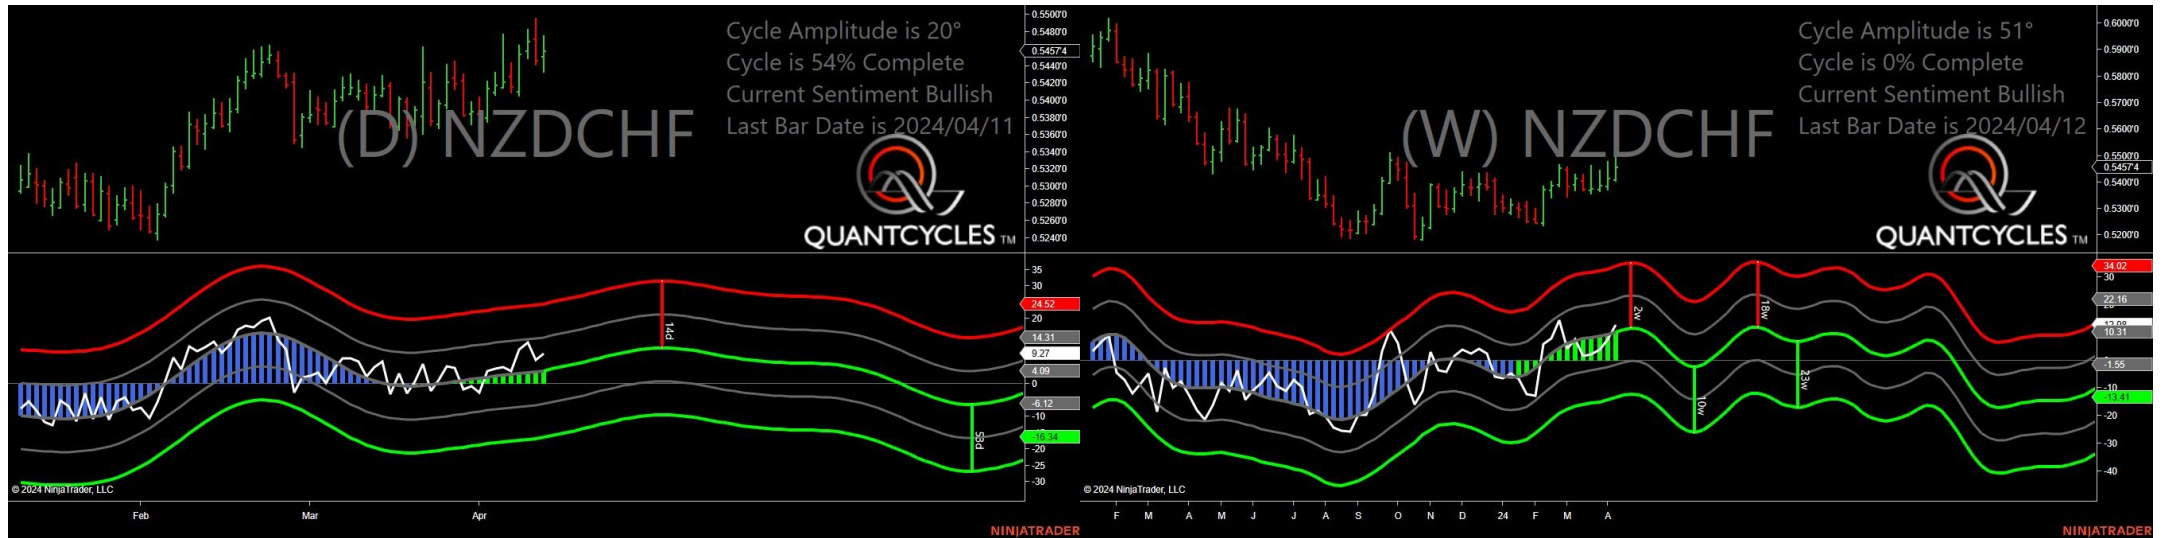 Cycle Amplitude is 20°
Cycle is 54% Complete
Current Sentiment Bullish
Last Bar Date is 2024/04/11
(D) NZDCHF
QUANTCYCLES TM
0.5500'0
0.5480'0
0.5457'4
0.5440'0
0.5420'0
0.5400'0
0.5380'0
0.5360'0
0.5340'0
0.5320'0
0.5300'0
0.5280'0
0.5260'0
0.5240'0
35
30
24.52
20
14.31
9.27
4.09
0
-6.12
-10
-16.34
-20
-25
-30
14d
53d
© 2024 NinjaTrader, LLC
Feb Mar Apr
NINJATRADER
Cycle Amplitude is 51°
Cycle is 0% Complete
Current Sentiment Bullish
Last Bar Date is 2024/04/12
(W) NZDCHF
QUANTCYCLES TM
0.6000'0
0.5900'0
0.5800'0
0.5700'0
0.5600'0
0.5500'0
0.5457'4
0.5400'0
0.5300'0
0.5200'0
34.02
30
22.16
10.31
-1.55
-10
-13.41
-20
-30
-40
2w
18w
10w
23w
© 2024 NinjaTrader, LLC
F M A M J J A S O N D 24 F M A
NINJATRADER